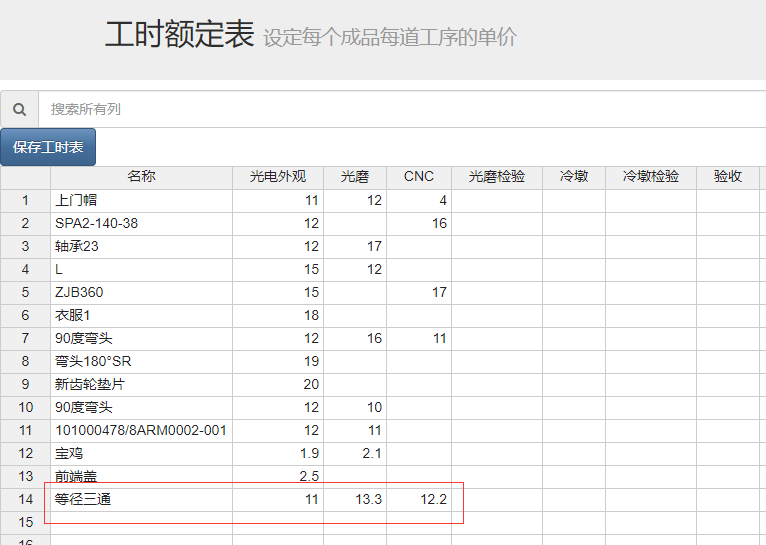 工时额定表 设定每个成品每道工序的单价
搜索所有列
保存工时表
名称 光电外观 光磨 CNC 光磨检验 冷墩 冷墩检验 验收
1 上门帽 11 12 4
2 SPA2-140-38 12 16
3 轴承23 12 17
4 L 15 12
5 ZJB360 15 17
6 衣服1 18
7 90度弯头 12 16 11
8 弯头180°SR 19
9 新齿轮垫片 20
10 90度弯头 12 10
11 101000478/8ARM0002-001 12 11
12 宝鸡 1.9 2.1
13 前端盖 2.5
14 等径三通 11 13.3 12.2
15
16